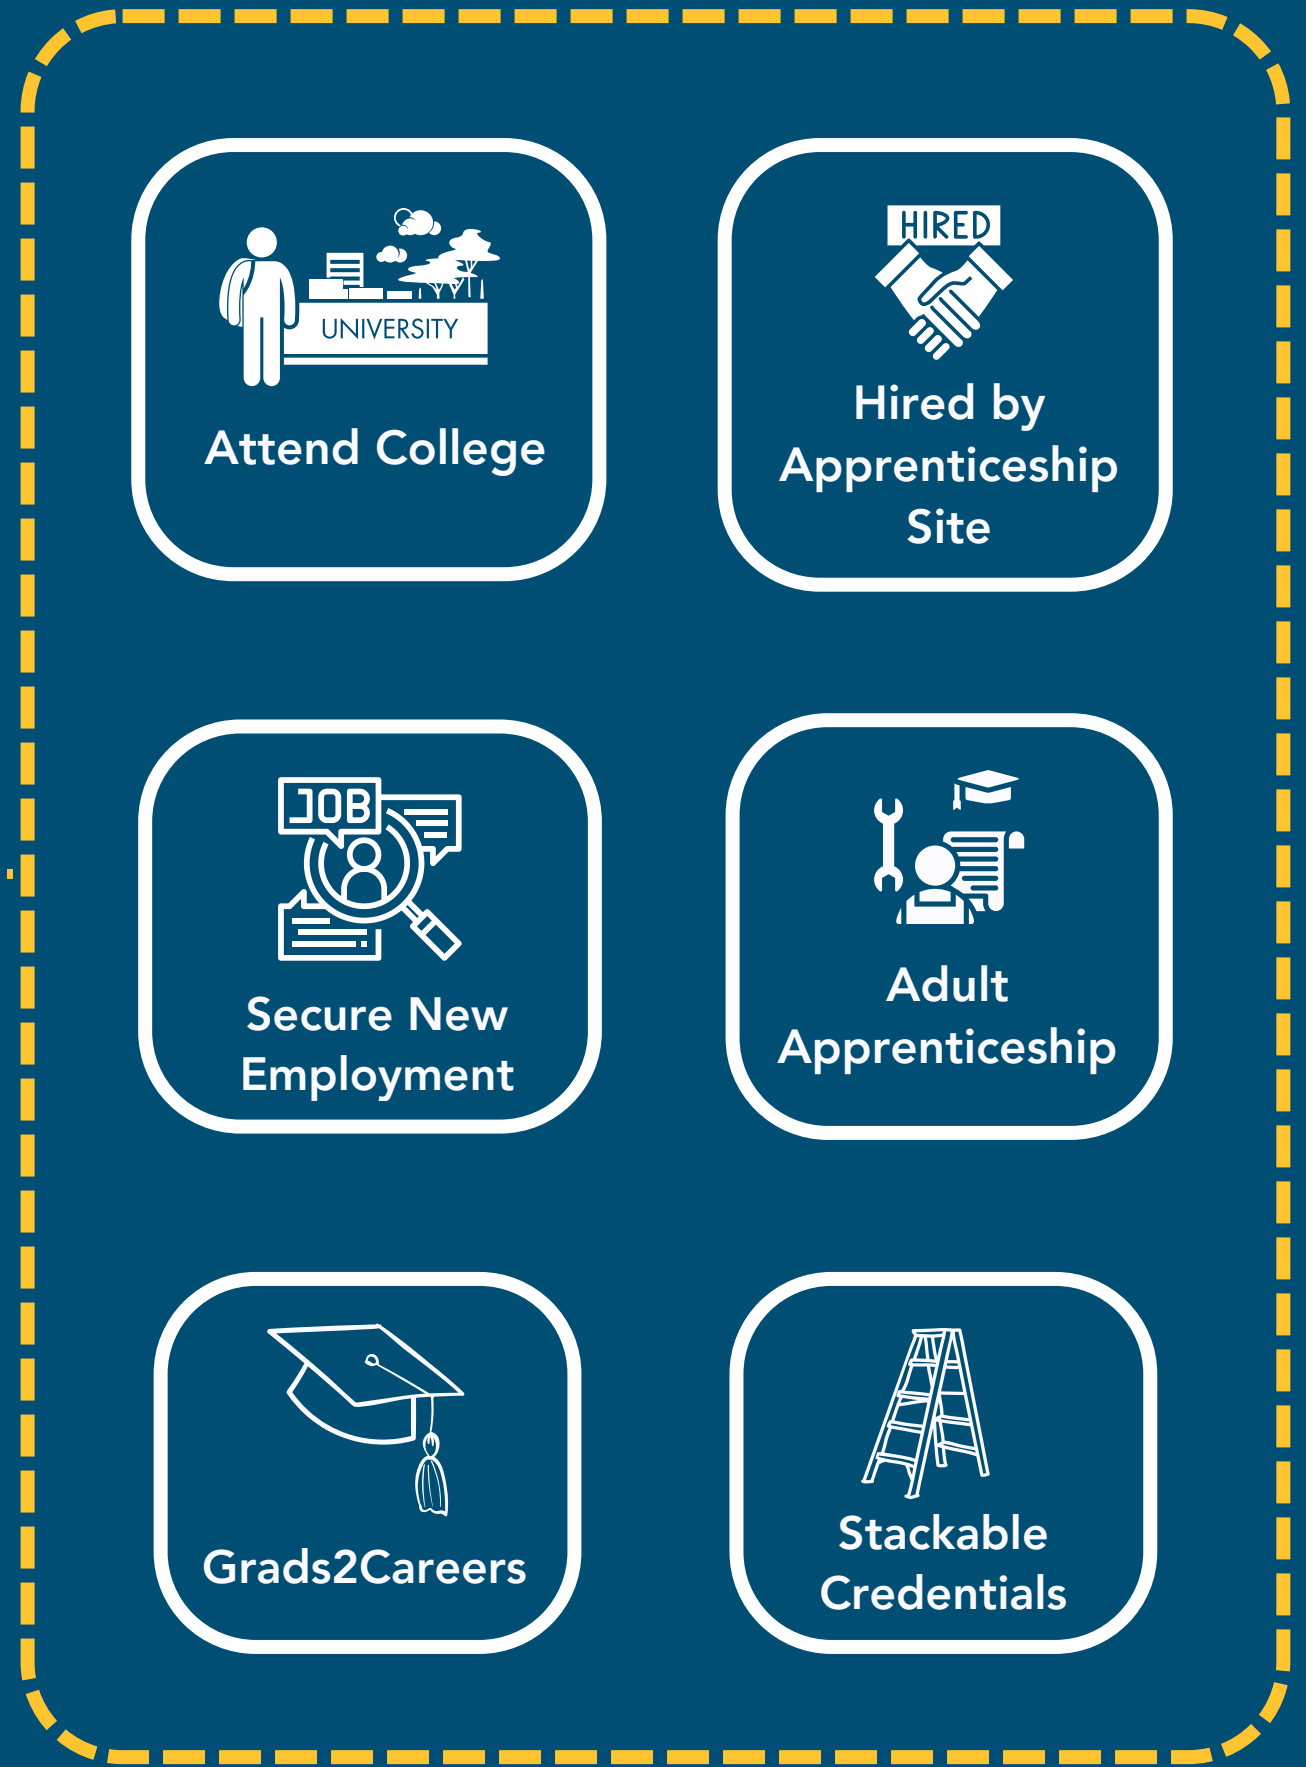 UNIVERSITY
Attend College
HIRED
Hired by
Apprenticeship
Site
JOB
Secure New
Employment
Adult
Apprenticeship
Grads2Careers
Stackable
Credentials